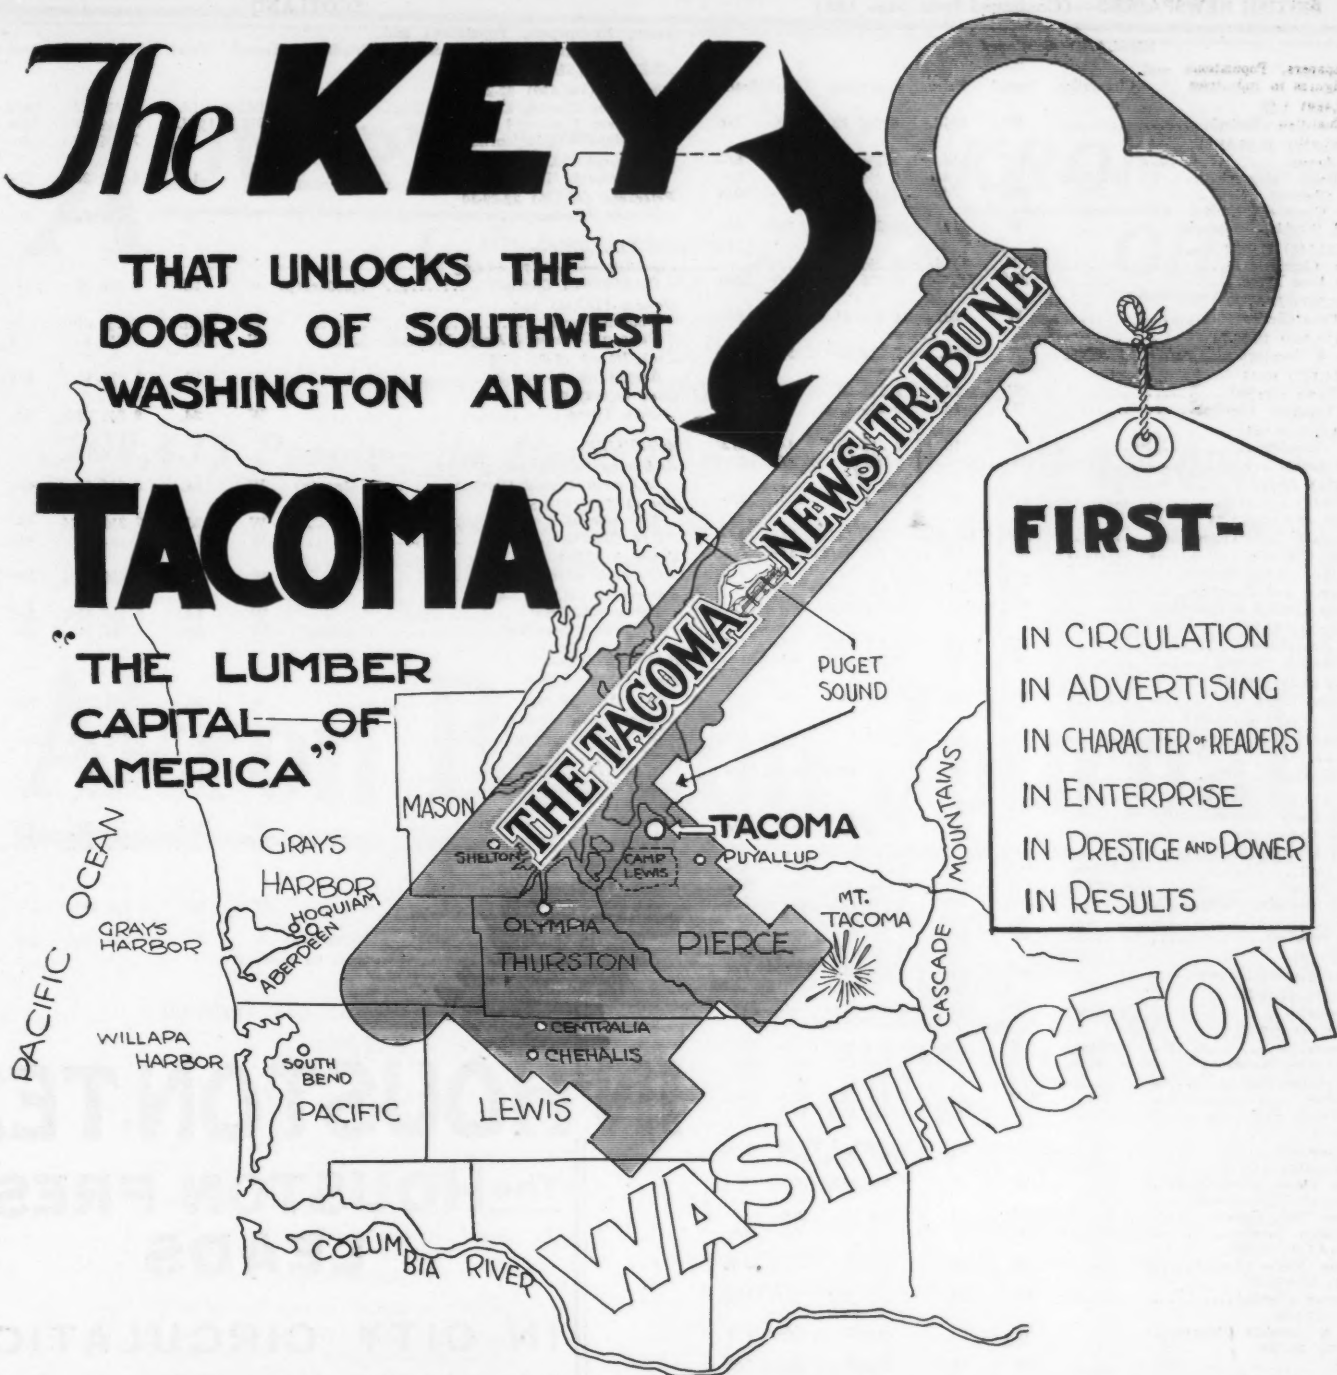 The KEY
THAT UNLOCKS THE
DOORS OF SOUTHWEST
WASHINGTON AND
TACOMA
"THE LUMBER
CAPITAL OF
AMERICA"
THE TACOMA NEWS TRIBUNE
FIRST-
IN CIRCULATION
IN ADVERTISING
IN CHARACTER OF READERS
IN ENTERPRISE
IN PRESTIGE AND POWER
IN RESULTS
PUGET
SOUND
MASON
SHELTON
TACOMA
CAMP
LEWIS
PUYALLUP
GRAYS
HARBOR
HOQUIAM
ABERDEEN
GRAYS
HARBOR
PACIFIC OCEAN
OLYMPIA
THURSTON
PIERCE
MT.
TACOMA
CASCADE MOUNTAINS
CENTRALIA
CHEHALIS
WILLAPA
HARBOR
SOUTH
BEND
PACIFIC
LEWIS
WASHINGTON
COLUMBIA RIVER